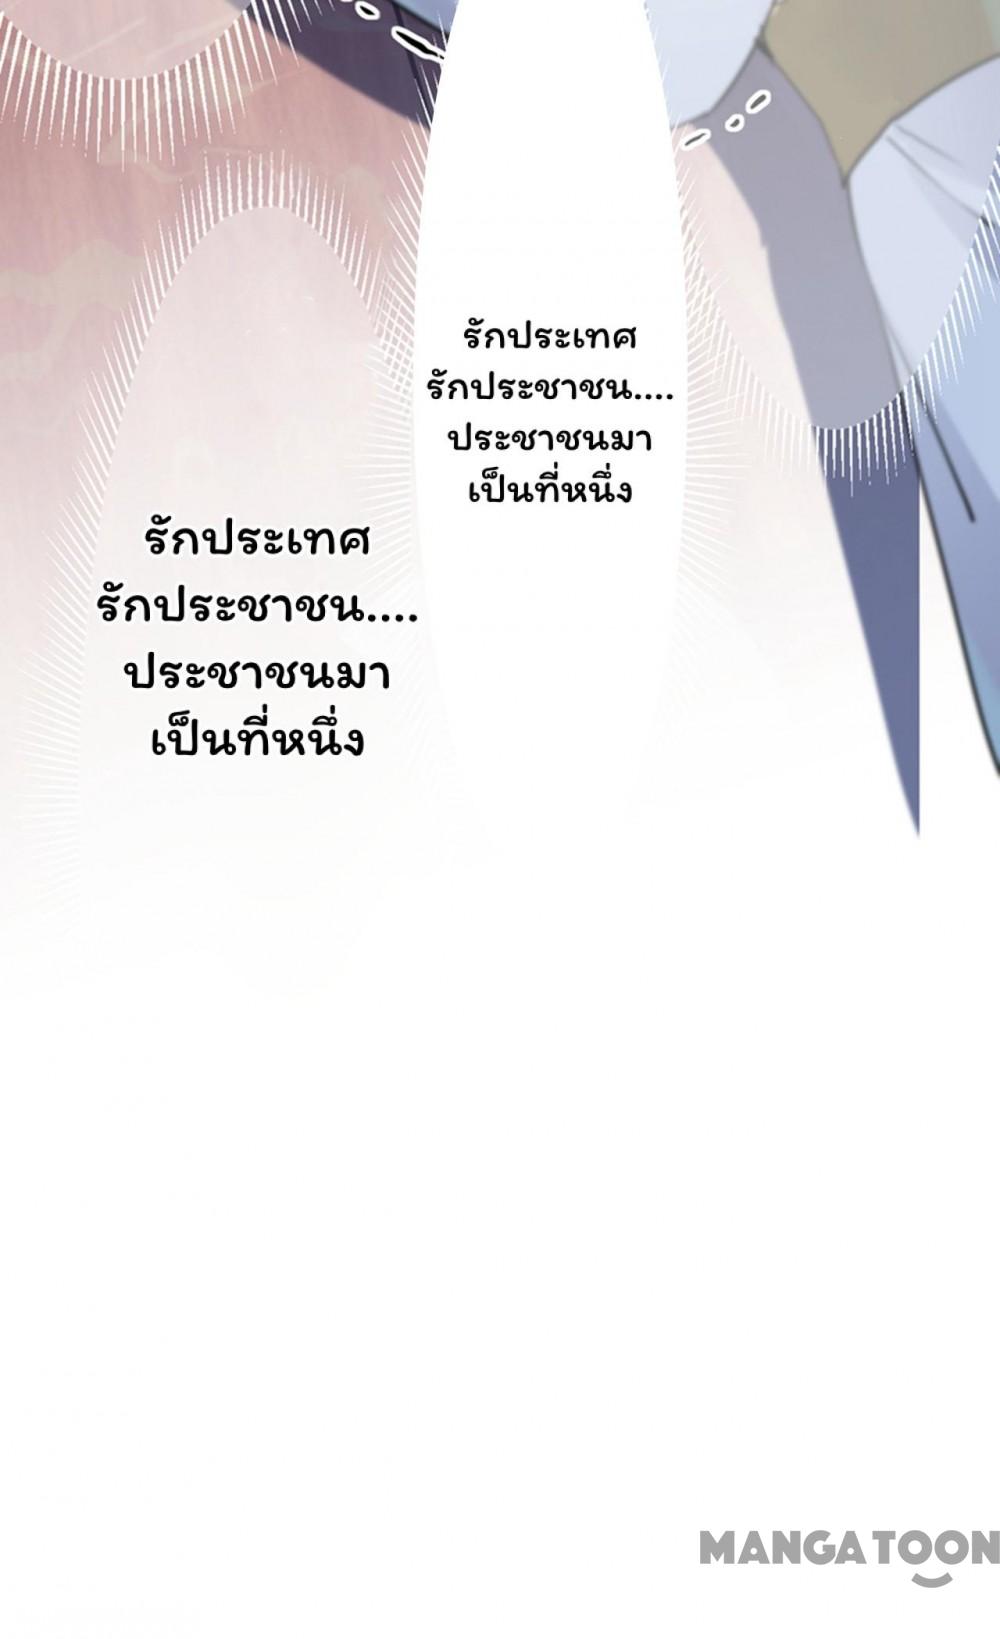 รักประเทศ
รักประชาชน....
ประชาชนมา
เป็นที่หนึ่ง
รักประเทศ
รักประชาชน....
ประชาชนมา
เป็นที่หนึ่ง
MANGATOON